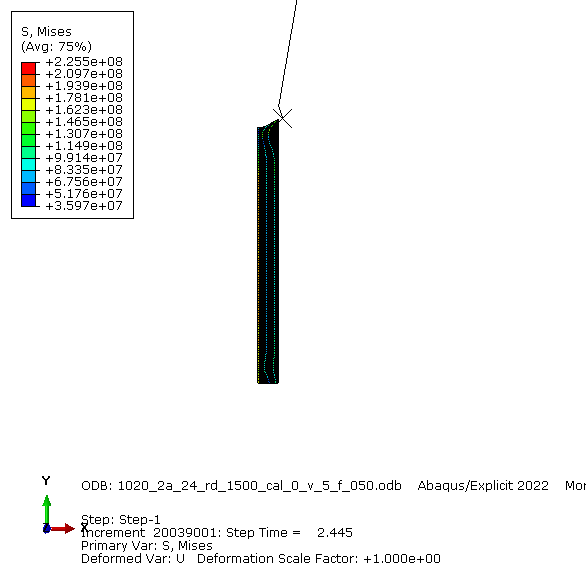 S, Mises
(Avg: 75%)
+2.255e+08
+2.097e+08
+1.939e+08
+1.781e+08
+1.623e+08
+1.465e+08
+1.307e+08
+1.149e+08
+9.914e+07
+8.335e+07
+6.756e+07
+5.176e+07
+3.597e+07
Y
X
ODB: 1020_2a_24_rd_1500_cal_0_v_5_f_050.odb Abaqus/Explicit 2022 Mor
Step: Step-1
Increment 20039001: Step Time = 2.445
Primary Var: S, Mises
Deformed Var: U Deformation Scale Factor: +1.000e+00